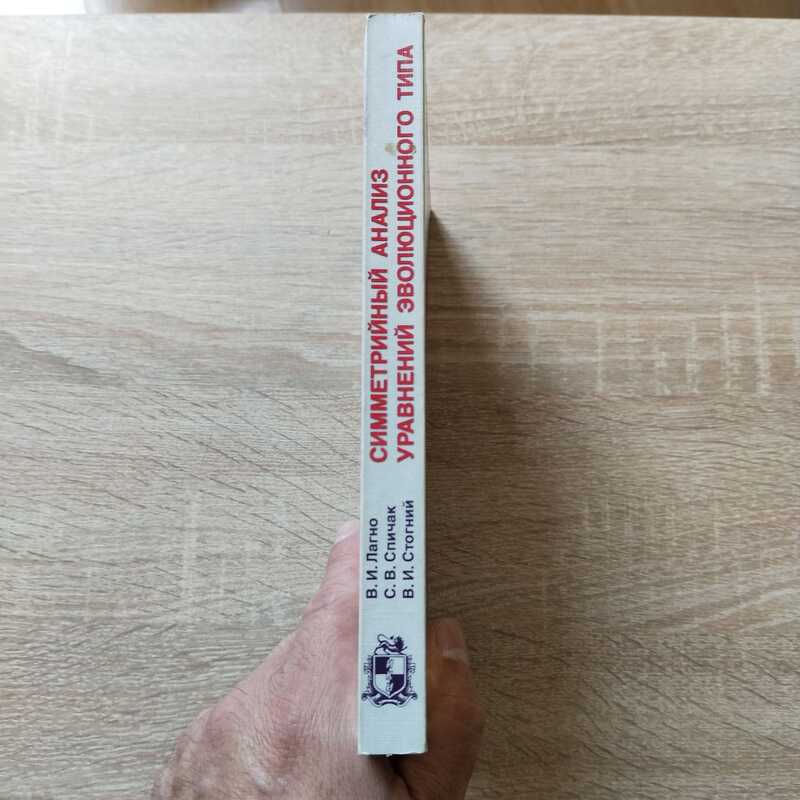 СИММЕТРИЙНЫЙ АНАЛИЗ
УРАВНЕНИЙ ЭВОЛЮЦИОННОГО ТИПА
В. И. Лагно
С. В. Спичак
В. И. Стогний